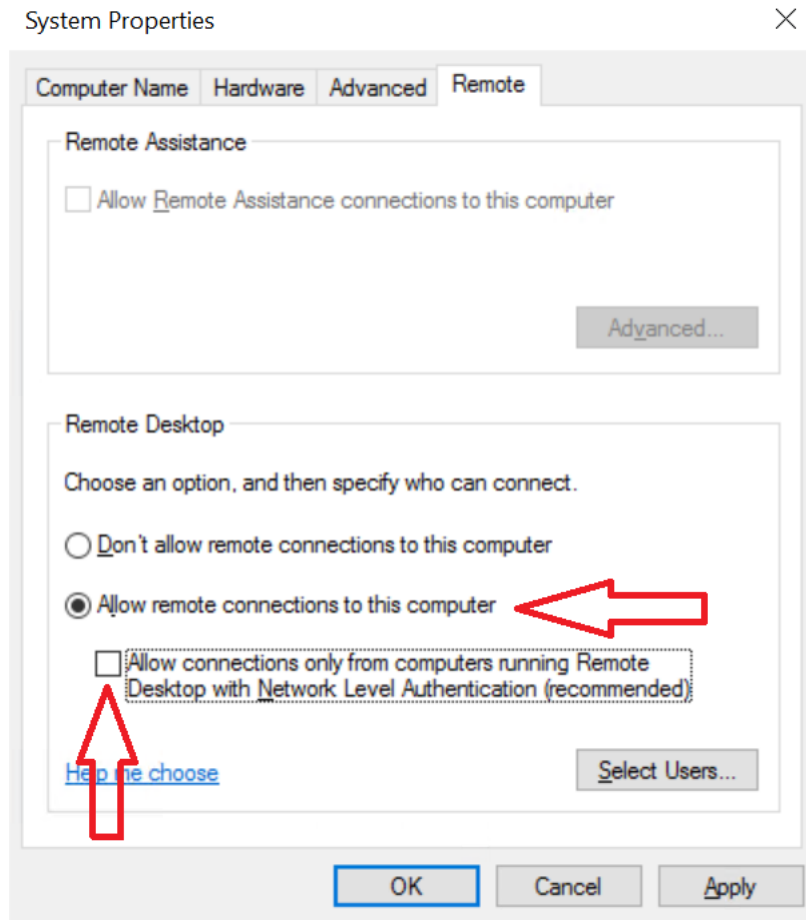 System Properties
Computer Name Hardware Advanced Remote
Remote Assistance
Allow Remote Assistance connections to this computer
Advanced...
Remote Desktop
Choose an option, and then specify who can connect.
Don't allow remote connections to this computer
Allow remote connections to this computer
Allow connections only from computers running Remote
Desktop with Network Level Authentication (recommended)
Help me choose
Select Users...
OK Cancel Apply